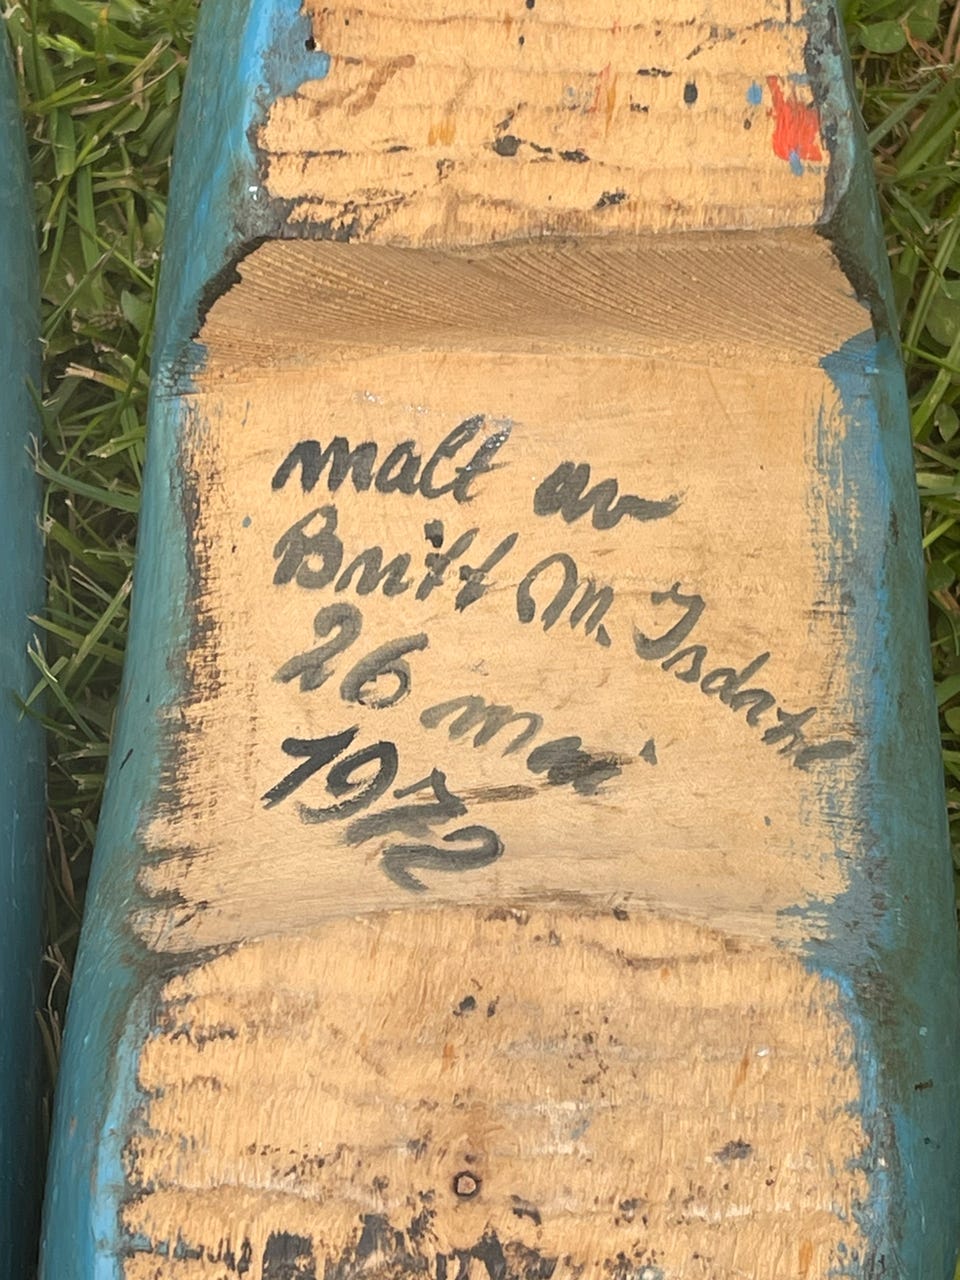 malt av
Britt M. Isdahl
26 mai
1972